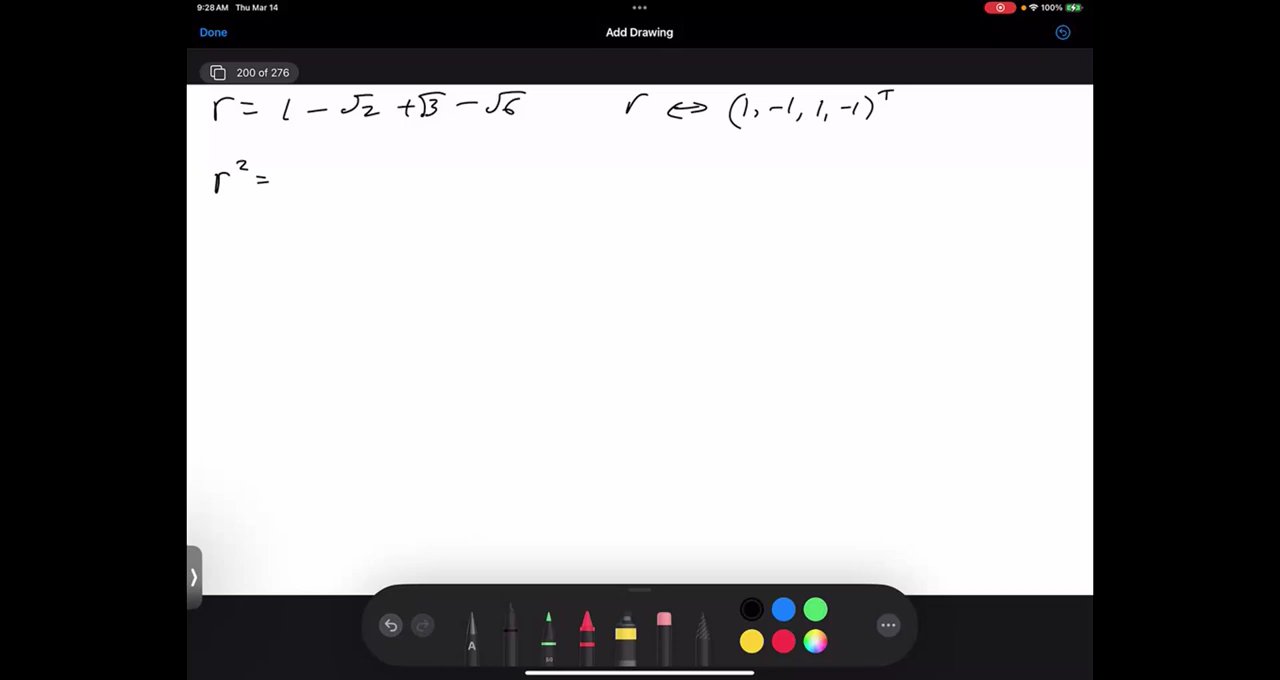 9:28 AM Thu Mar 14 100%
Done Add Drawing
200 of 276
r = 1 - √2 + √3 - √6 r ↔ (1, -1, 1, -1)ᵀ
r² =
A 80